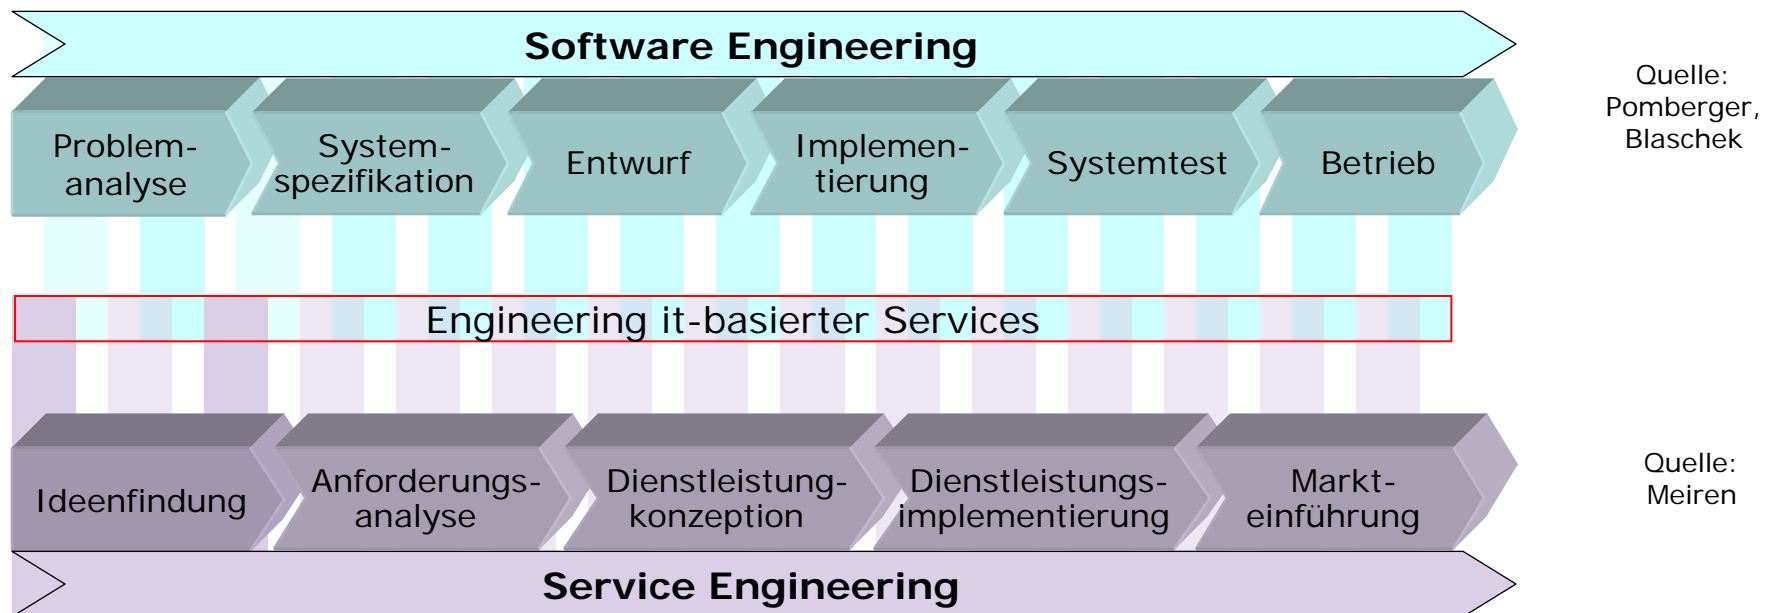 Software Engineering
Quelle:
Pomberger,
Blaschek
Problem-
analyse
System-
spezifikation
Entwurf
Implemen-
tierung
Systemtest
Betrieb
Engineering it-basierter Services
Ideenfindung
Anforderungs-
analyse
Dienstleistung-
konzeption
Dienstleistungs-
implementierung
Markt-
einführung
Quelle:
Meiren
Service Engineering